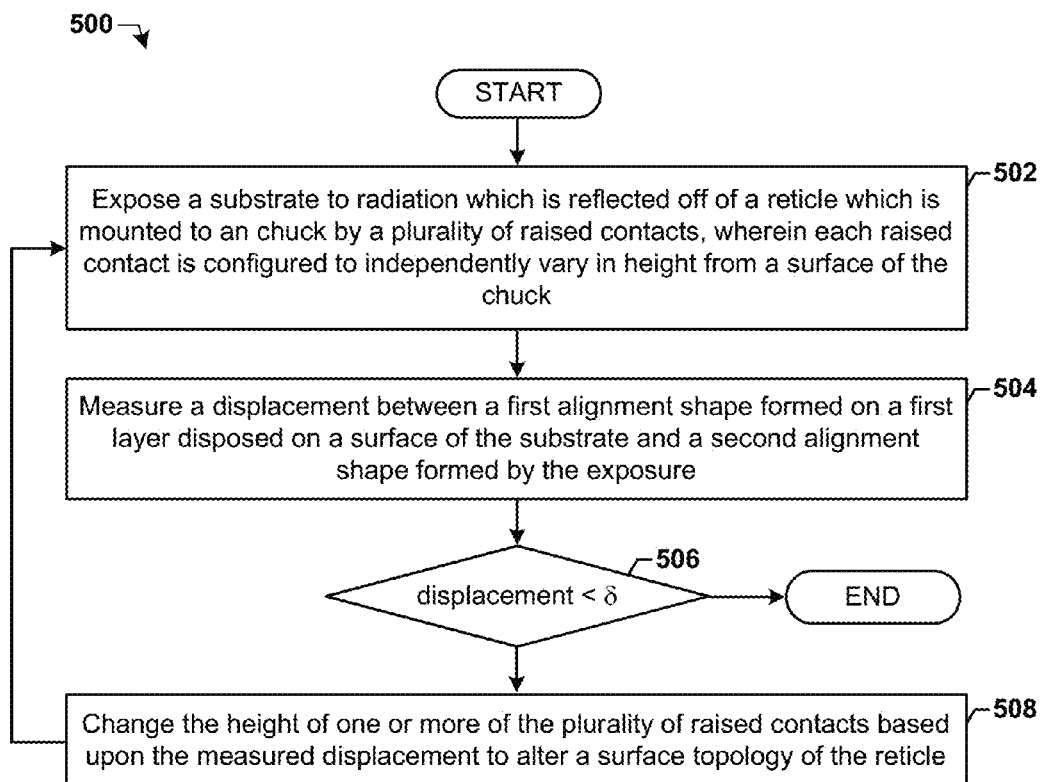 500
START
502
Expose a substrate to radiation which is reflected off of a reticle which is
mounted to an chuck by a plurality of raised contacts, wherein each raised
contact is configured to independently vary in height from a surface of the
chuck
504
Measure a displacement between a first alignment shape formed on a first
layer disposed on a surface of the substrate and a second alignment
shape formed by the exposure
506
displacement < δ
END
508
Change the height of one or more of the plurality of raised contacts based
upon the measured displacement to alter a surface topology of the reticle